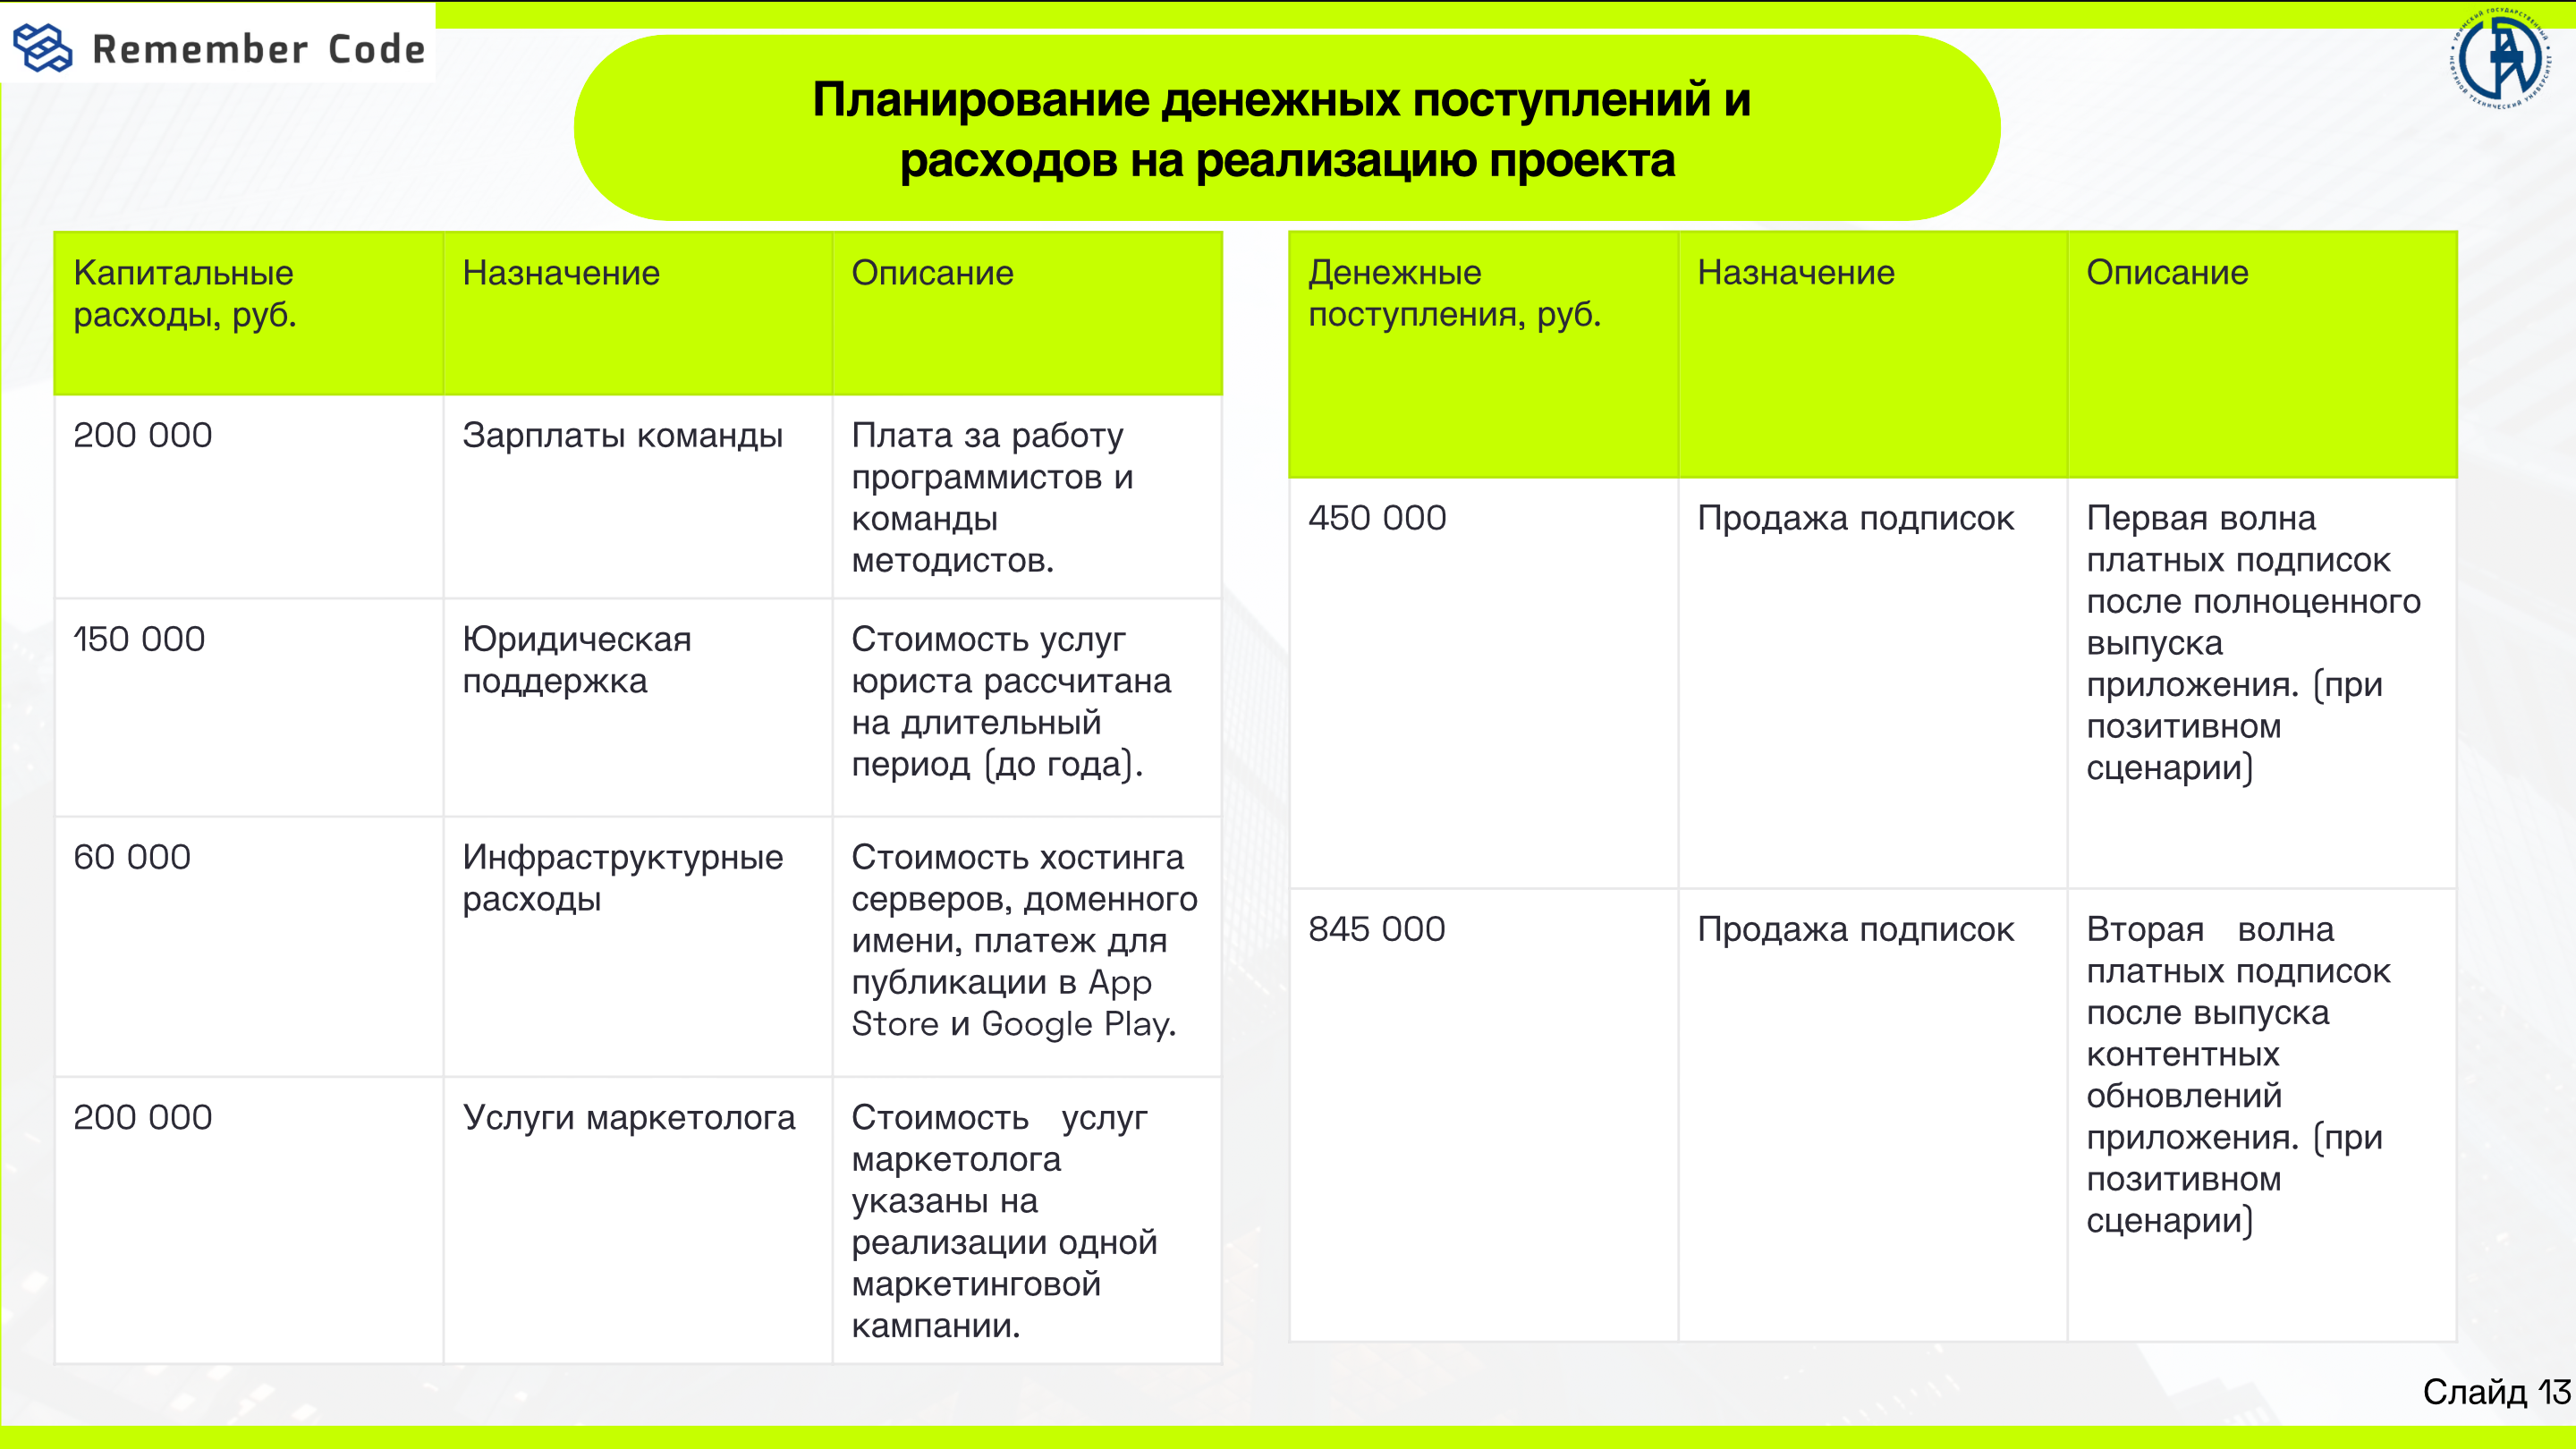 Remember Code
УФИМСКИЙ ГОСУДАРСТВЕННЫЙ
НЕФТЯНОЙ ТЕХНИЧЕСКИЙ УНИВЕРСИТЕТ
Планирование денежных поступлений и
расходов на реализацию проекта
Капитальные
расходы, руб.
Назначение
Описание
200 000
Зарплаты команды
Плата за работу
программистов и
команды
методистов.
150 000
Юридическая
поддержка
Стоимость услуг
юриста рассчитана
на длительный
период (до года).
60 000
Инфраструктурные
расходы
Стоимость хостинга
серверов, доменного
имени, платеж для
публикации в App
Store и Google Play.
200 000
Услуги маркетолога
Стоимость услуг
маркетолога
указаны на
реализации одной
маркетинговой
кампании.
Денежные
поступления, руб.
Назначение
Описание
450 000
Продажа подписок
Первая волна
платных подписок
после полноценного
выпуска
приложения. (при
позитивном
сценарии)
845 000
Продажа подписок
Вторая волна
платных подписок
после выпуска
контентных
обновлений
приложения. (при
позитивном
сценарии)
Слайд 13